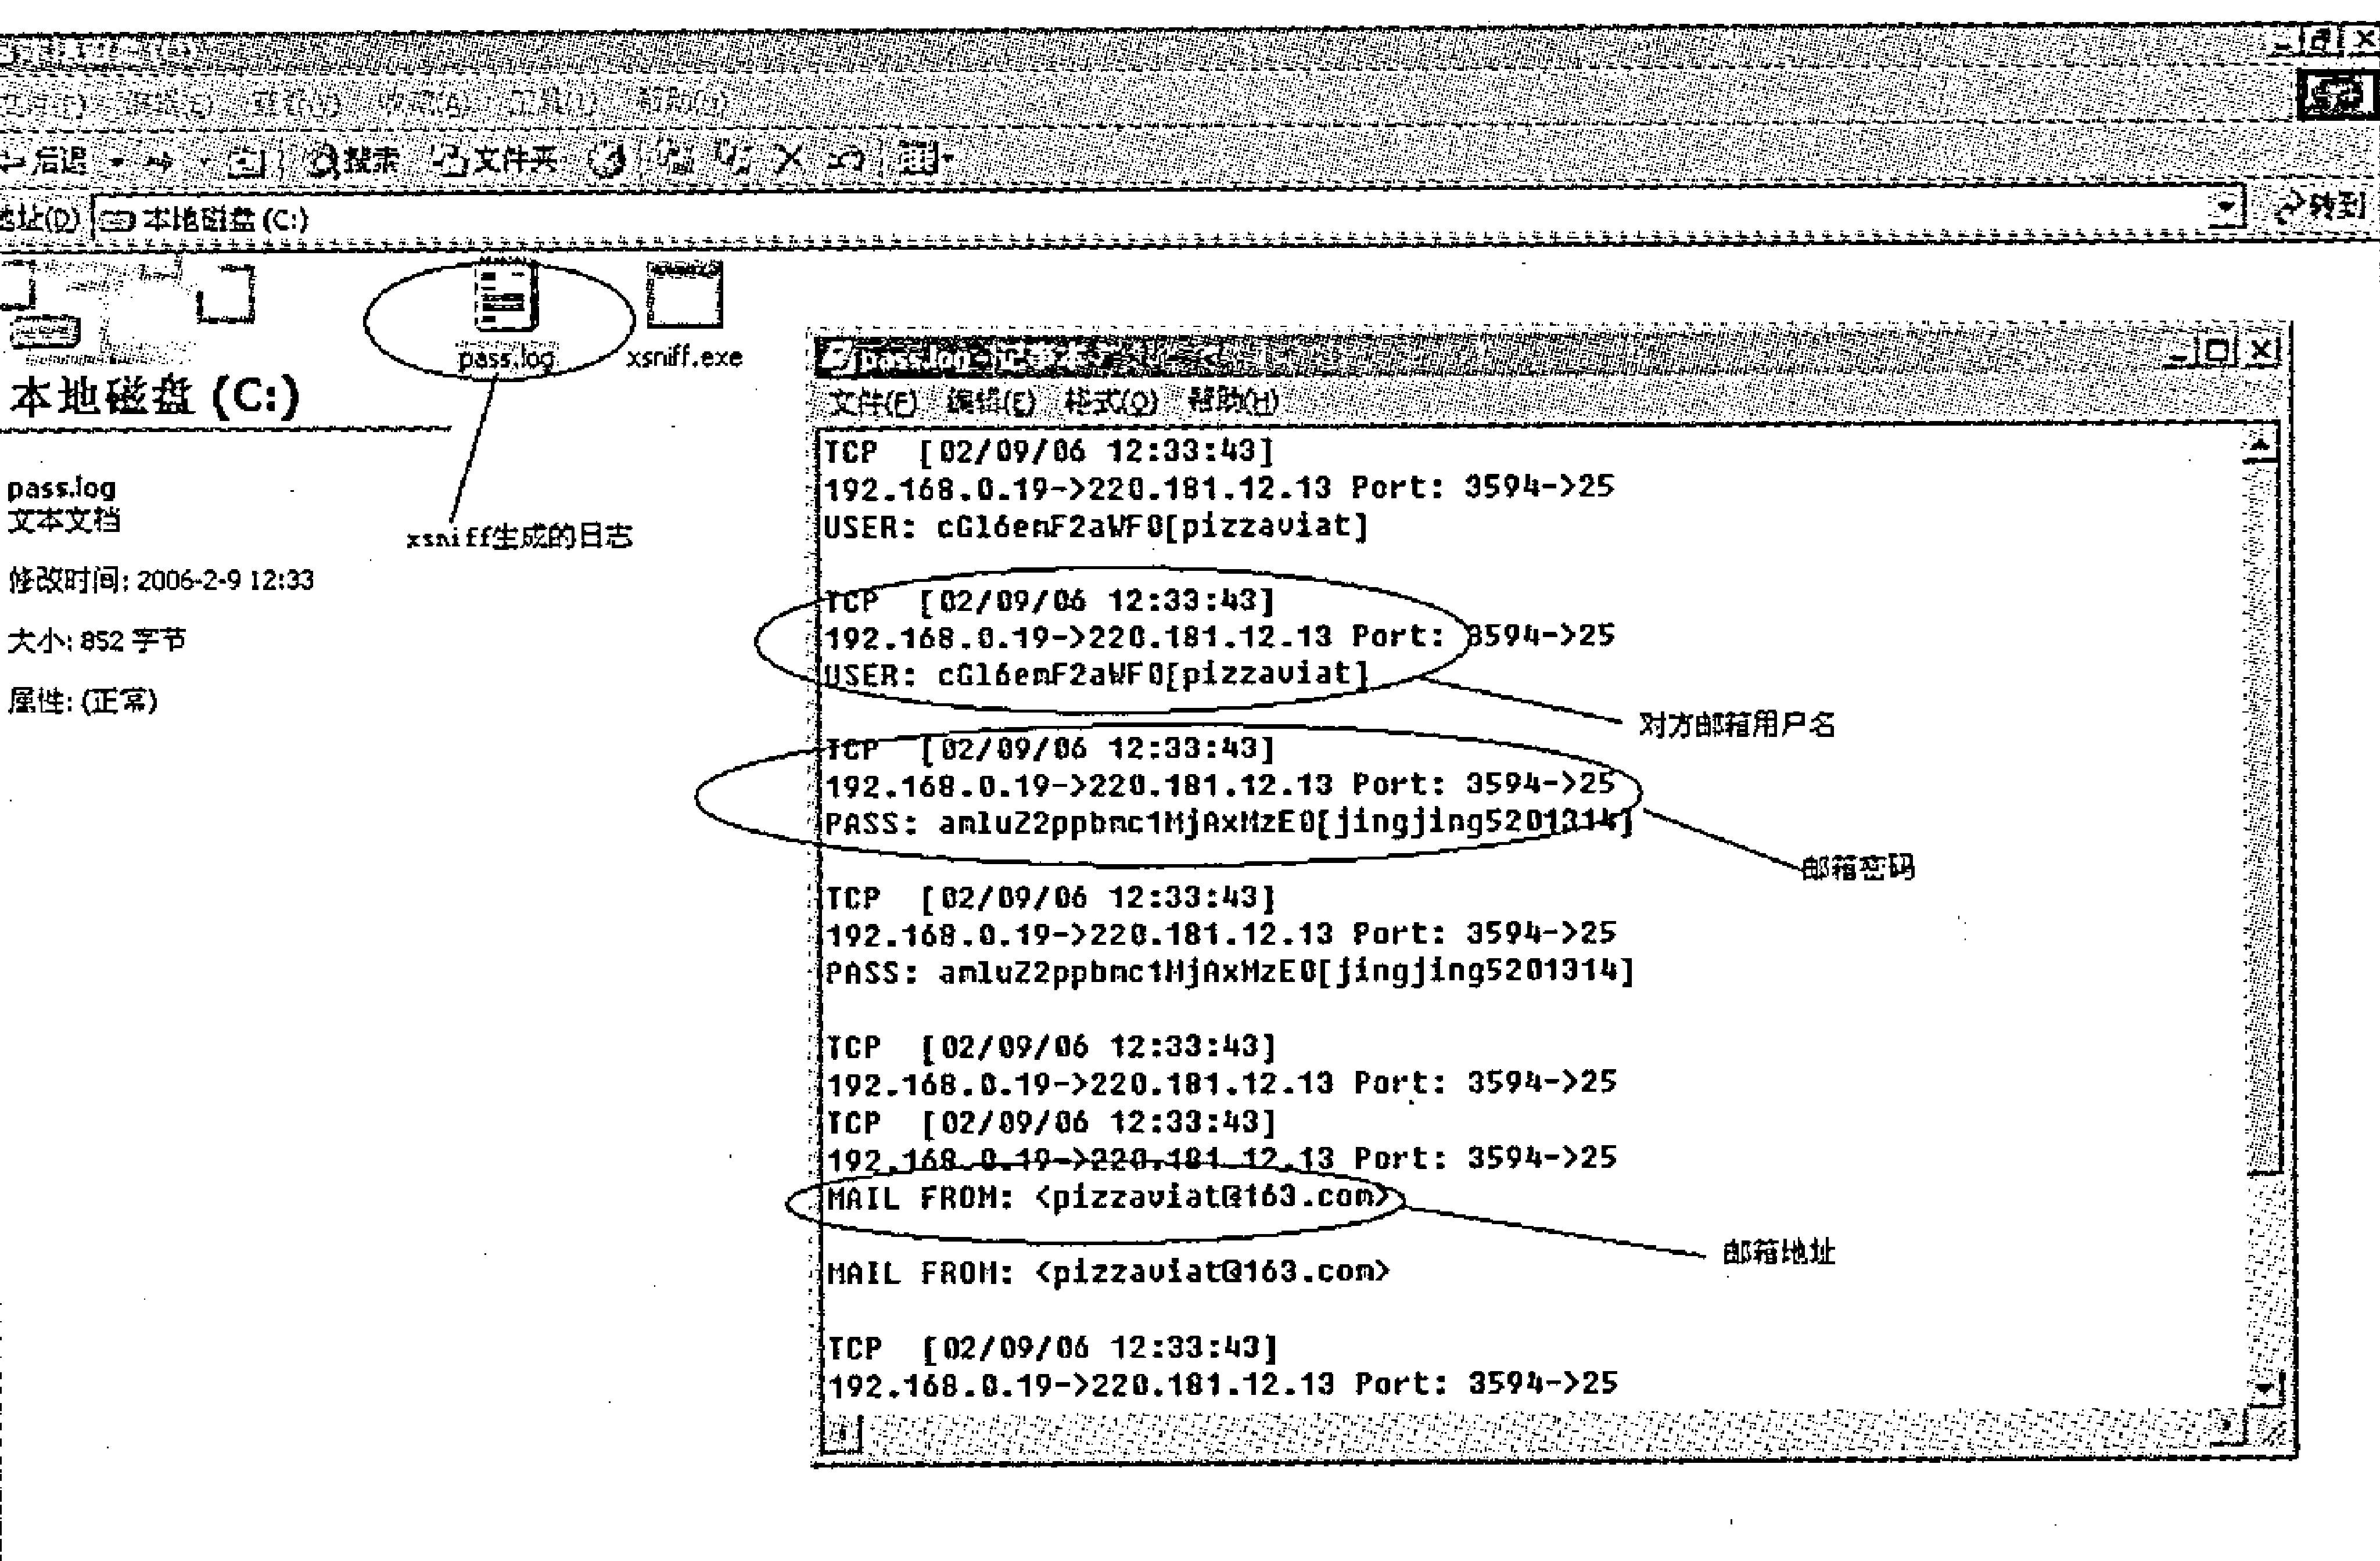 后退 搜索 文件夹
地址(D) 本地磁盘 (C:) 转到
pass.log xsniff.exe
本地磁盘 (C:)
pass.log
文本文档
修改时间: 2006-2-9 12:33
大小: 852 字节
属性: (正常)
xsniff生成的日志
pass.log - 记事本
文件(F) 编辑(E) 格式(O) 帮助(H)
TCP [02/09/06 12:33:43]
192.168.0.19->220.181.12.13 Port: 3594->25
USER: cGl6emF2aWF0[pizzaviat]
TCP [02/09/06 12:33:43]
192.168.0.19->220.181.12.13 Port: 3594->25
USER: cGl6emF2aWF0[pizzaviat]
对方邮箱用户名
TCP [02/09/06 12:33:43]
192.168.0.19->220.181.12.13 Port: 3594->25
PASS: amluZ2ppbmc1MjAxMzE0[jingjing5201314]
邮箱密码
TCP [02/09/06 12:33:43]
192.168.0.19->220.181.12.13 Port: 3594->25
PASS: amluZ2ppbmc1MjAxMzE0[jingjing5201314]
TCP [02/09/06 12:33:43]
192.168.0.19->220.181.12.13 Port: 3594->25
TCP [02/09/06 12:33:43]
192.168.0.19->220.181.12.13 Port: 3594->25
MAIL FROM: <pizzaviat@163.com>
邮箱地址
MAIL FROM: <pizzaviat@163.com>
TCP [02/09/06 12:33:43]
192.168.0.19->220.181.12.13 Port: 3594->25